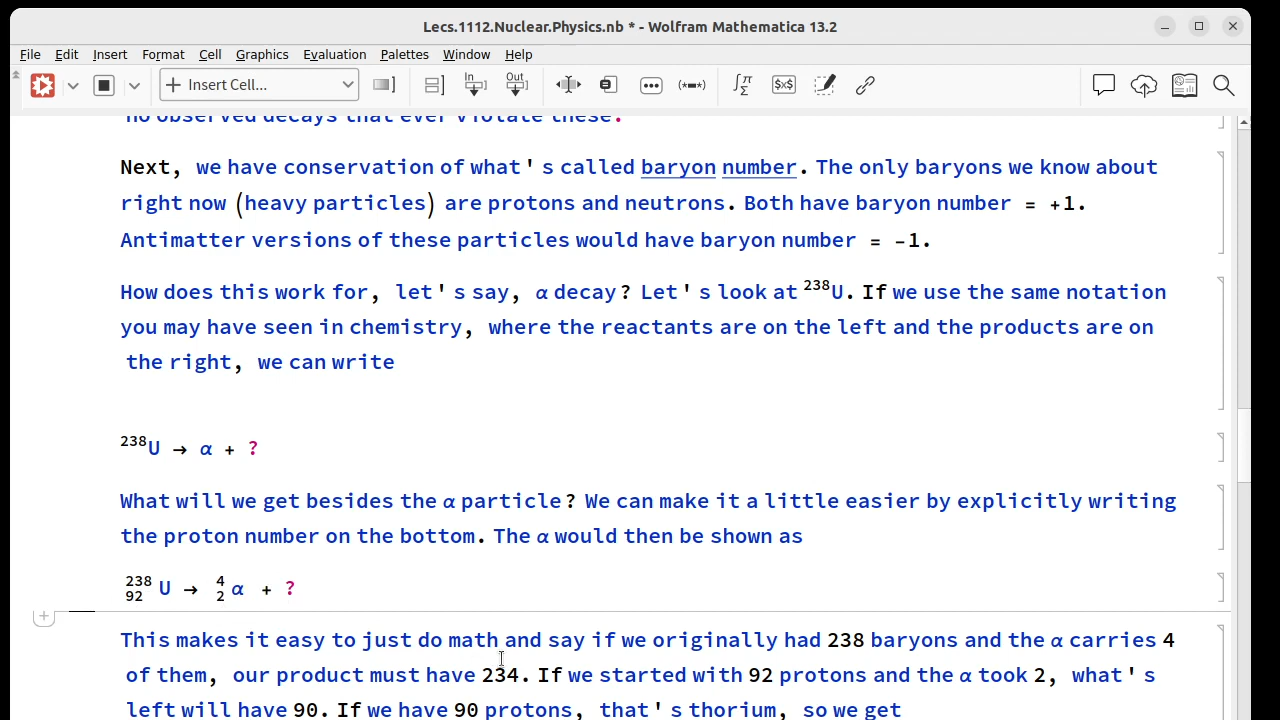 Lecs.1112.Nuclear.Physics.nb * - Wolfram Mathematica 13.2
File Edit Insert Format Cell Graphics Evaluation Palettes Window Help
Insert Cell... In Out
no observed decays that ever violate these.
Next, we have conservation of what's called baryon number. The only baryons we know about
right now (heavy particles) are protons and neutrons. Both have baryon number = +1.
Antimatter versions of these particles would have baryon number = -1.
How does this work for, let's say, α decay? Let's look at ²³⁸U. If we use the same notation
you may have seen in chemistry, where the reactants are on the left and the products are on
the right, we can write
²³⁸U → α + ?
What will we get besides the α particle? We can make it a little easier by explicitly writing
the proton number on the bottom. The α would then be shown as
²³⁸₉₂U → ⁴₂α + ?
This makes it easy to just do math and say if we originally had 238 baryons and the α carries 4
of them, our product must have 234. If we started with 92 protons and the α took 2, what's
left will have 90. If we have 90 protons, that's thorium, so we get